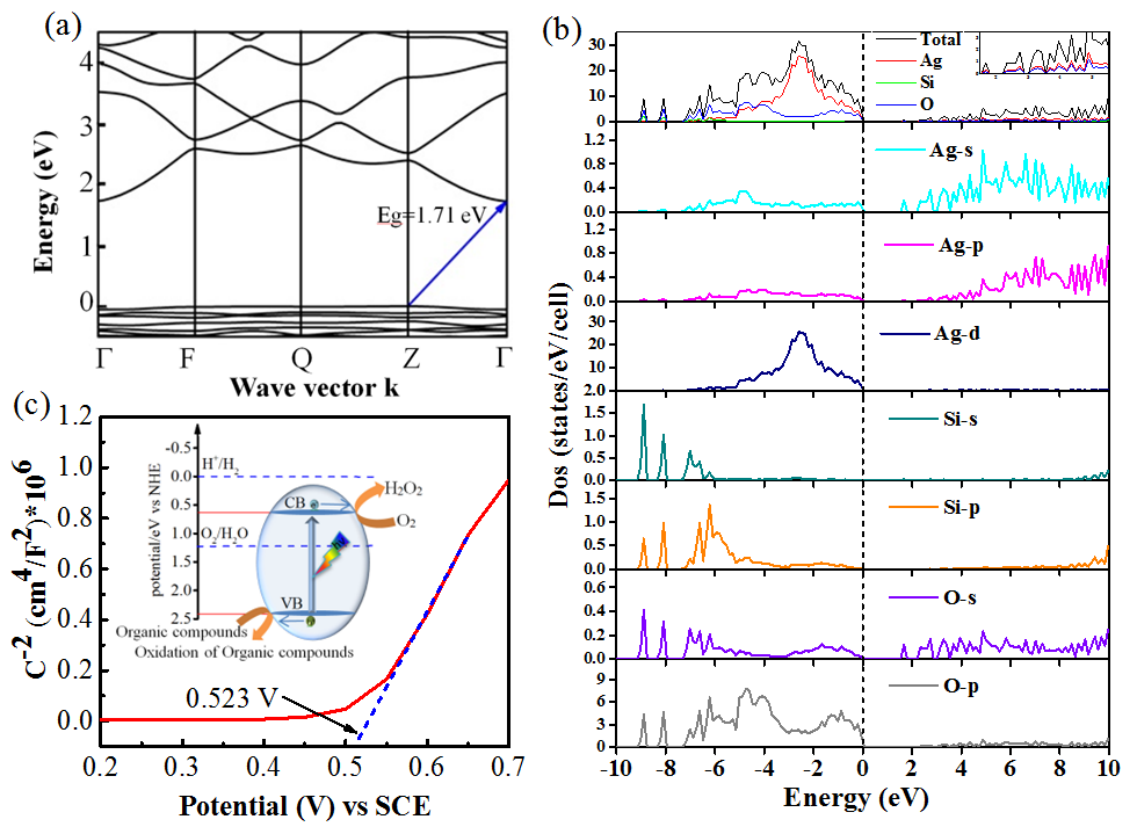 (a)
4
3
2
1
0
Energy (eV)
Eg=1.71 eV
Γ F Q Z Γ
Wave vector k
(b)
30
20
10
0
Total
Ag
Si
O
1.2
0.8
0.4
0.0
Ag-s
1.2
0.8
0.4
0.0
Ag-p
30
20
10
2.0
Ag-d
1.5
1.0
0.5
0.0
Si-s
1.5
1.0
0.5
0.0
Si-p
0.6
0.4
0.2
0.0
O-s
9
6
3
0
O-p
Dos (states/eV/cell)
-10 -8 -6 -4 -2 0 2 4 6 8 10
Energy (eV)
(c)
1.2
1.0
0.8
0.6
0.4
0.2
0.0
C⁻² ((cm⁴/F²)*10⁶
-0.5
0.0
0.5
1.0
1.5
2.0
2.5
potential/eV vs NHE
H⁺/H₂
CB
H₂O₂
O₂
O₂/H₂O
VB
Organic compounds
Oxidation of Organic compounds
0.523 V
0.2 0.3 0.4 0.5 0.6 0.7
Potential (V) vs SCE